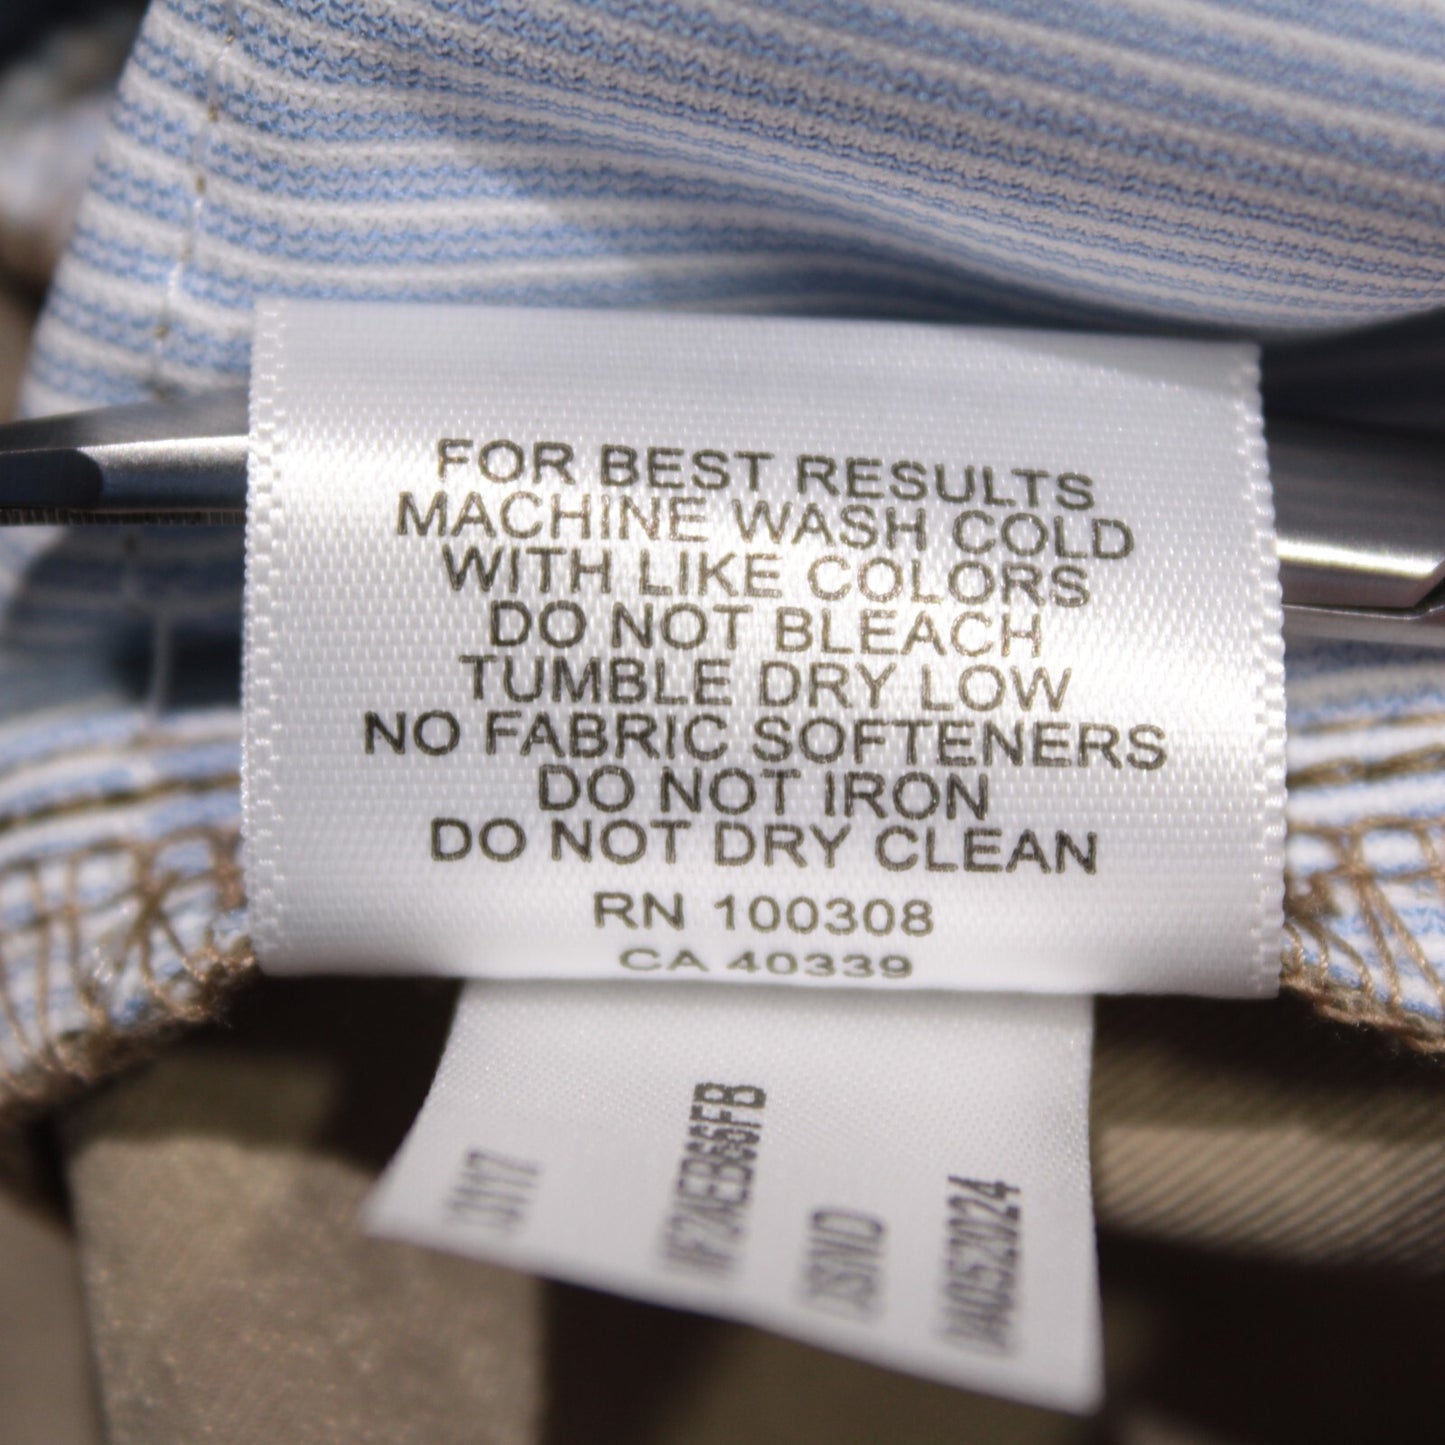 FOR BEST RESULTS
MACHINE WASH COLD
WITH LIKE COLORS
DO NOT BLEACH
TUMBLE DRY LOW
NO FABRIC SOFTENERS
DO NOT IRON
DO NOT DRY CLEAN
RN 100308
CA 40339